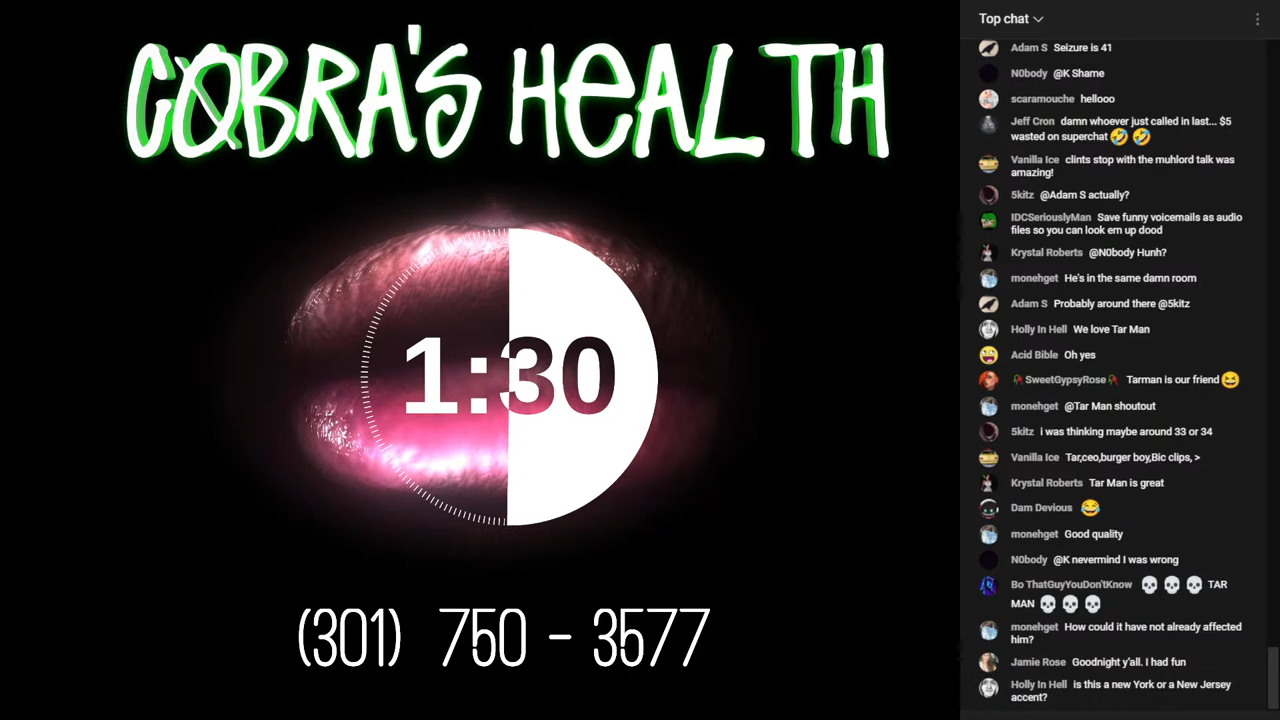 COBRA'S HEALTH
1:30
(301) 750 - 3577
Top chat
Adam S Seizure is 41
N0body @K Shame
scaramouche hellooo
Jeff Cron damn whoever just called in last... $5
wasted on superchat 🤣 🤣
Vanilla Ice clints stop with the muhlord talk was
amazing!
5kitz @Adam S actually?
IDCSeriouslyMan Save funny voicemails as audio
files so you can look em up dood
Krystal Roberts @N0body Hunh?
monehget He's in the same damn room
Adam S Probably around there @5kitz
Holly In Hell We love Tar Man
Acid Bible Oh yes
🥀SweetGypsyRose🥀 Tarman is our friend😆
monehget @Tar Man shoutout
5kitz i was thinking maybe around 33 or 34
Vanilla Ice Tar,ceo,burger boy,Bic clips, >
Krystal Roberts Tar Man is great
Dam Devious 😂
monehget Good quality
N0body @K nevermind I was wrong
Bo ThatGuyYouDon'tKnow 💀 💀 💀 TAR
MAN 💀 💀 💀
monehget How could it have not already affected
him?
Jamie Rose Goodnight y'all. I had fun
Holly In Hell is this a new York or a New Jersey
accent?